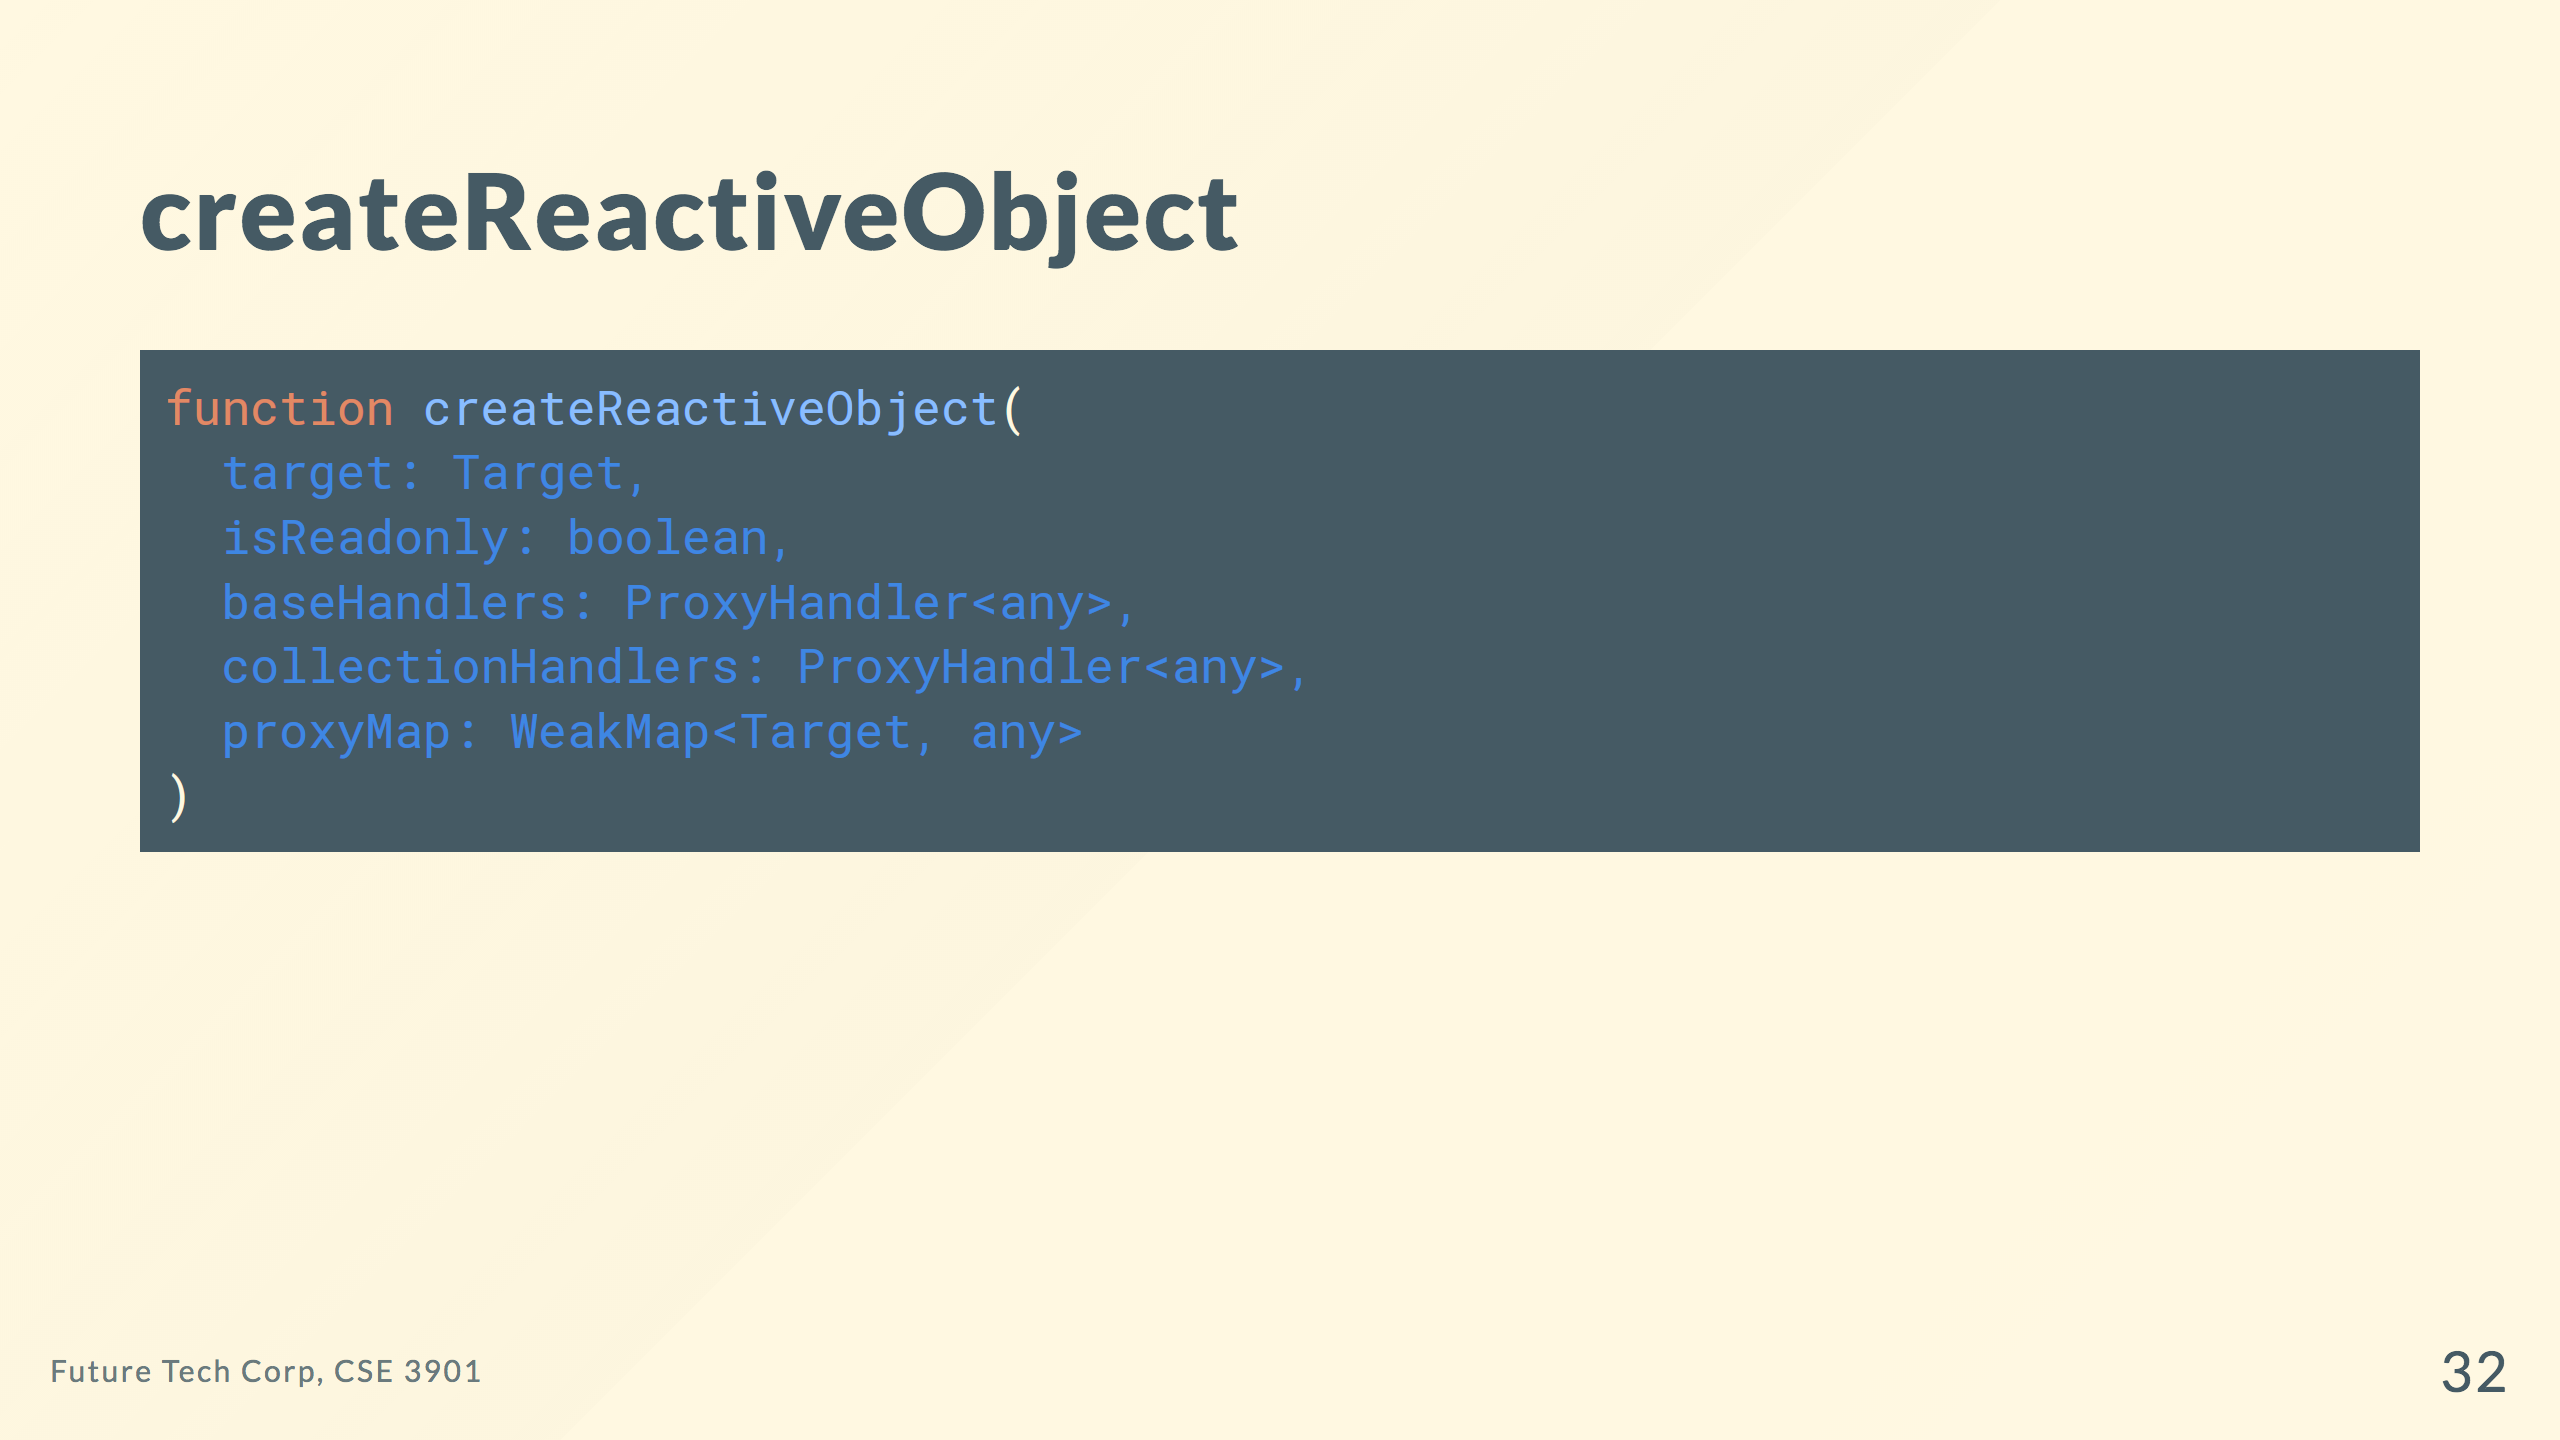 createReactiveObject
function createReactiveObject(
  target: Target,
  isReadonly: boolean,
  baseHandlers: ProxyHandler<any>,
  collectionHandlers: ProxyHandler<any>,
  proxyMap: WeakMap<Target, any>
)
Future Tech Corp, CSE 3901
32